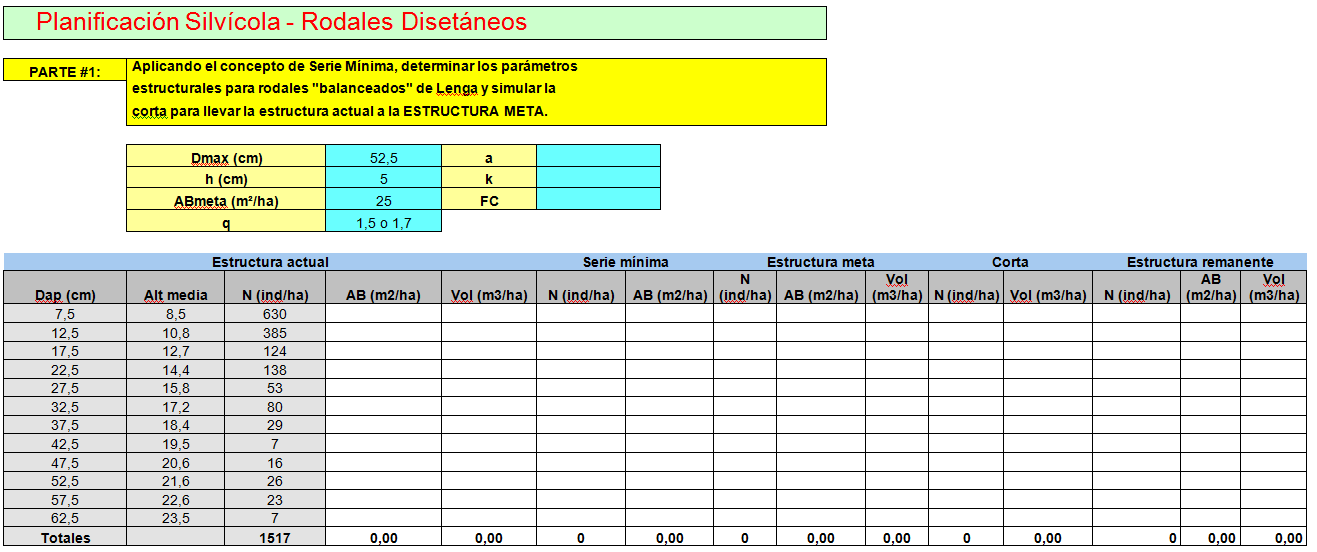 Planificación Silvícola - Rodales Disetáneos
PARTE #1:
Aplicando el concepto de Serie Mínima, determinar los parámetros
estructurales para rodales "balanceados" de Lenga y simular la
corta para llevar la estructura actual a la ESTRUCTURA META.
Dmax (cm) 52,5 a
h (cm) 5 k
ABmeta (m²/ha) 25 FC
q 1,5 o 1,7
Estructura actual Serie mínima Estructura meta Corta Estructura remanente
Dap (cm) Alt media N (ind/ha) AB (m2/ha) Vol (m3/ha) N (ind/ha) AB (m2/ha) N (ind/ha) AB (m2/ha) Vol (m3/ha) N (ind/ha) Vol (m3/ha) N (ind/ha) AB (m2/ha) Vol (m3/ha)
7,5 8,5 630
12,5 10,8 385
17,5 12,7 124
22,5 14,4 138
27,5 15,8 53
32,5 17,2 80
37,5 18,4 29
42,5 19,5 7
47,5 20,6 16
52,5 21,6 26
57,5 22,6 23
62,5 23,5 7
Totales 1517 0,00 0,00 0 0,00 0 0,00 0,00 0 0,00 0 0,00 0,00